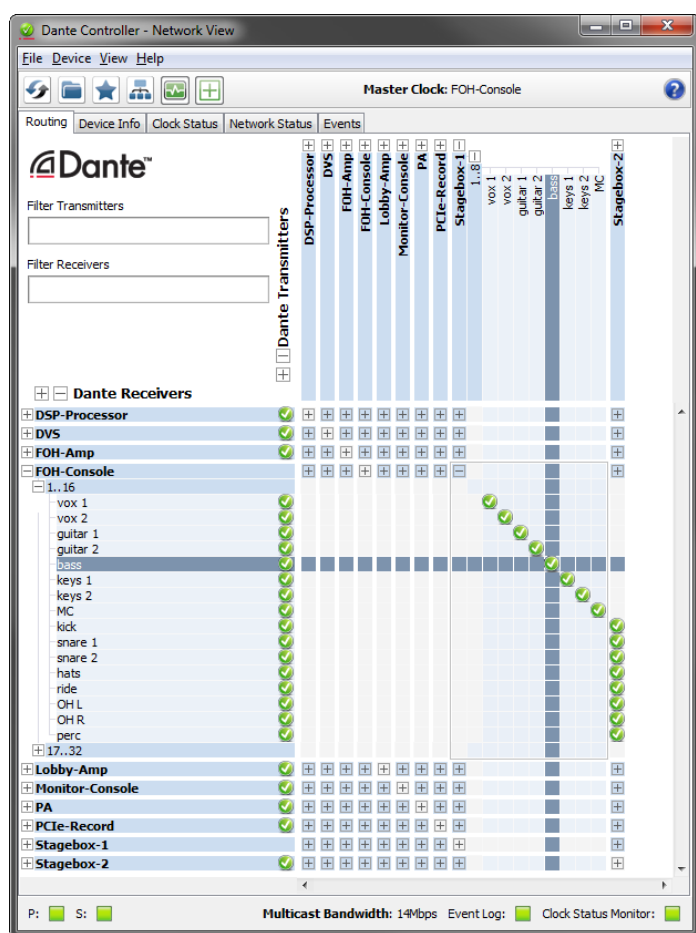 Dante Controller - Network View
File Device View Help
Master Clock: FOH-Console
Routing Device Info Clock Status Network Status Events
Dante™
Filter Transmitters
Filter Receivers
Dante Transmitters
DSP-Processor
DVS
FOH-Amp
FOH-Console
Lobby-Amp
Monitor-Console
PA
PCIe-Record
Stagebox-1
1..8
vox 1
vox 2
guitar 1
guitar 2
bass
keys 1
keys 2
MC
Stagebox-2
Dante Receivers
DSP-Processor
DVS
FOH-Amp
FOH-Console
1..16
vox 1
vox 2
guitar 1
guitar 2
bass
keys 1
keys 2
MC
kick
snare 1
snare 2
hats
ride
OH L
OH R
perc
17..32
Lobby-Amp
Monitor-Console
PA
PCIe-Record
Stagebox-1
Stagebox-2
P: S: Multicast Bandwidth: 14Mbps Event Log: Clock Status Monitor: